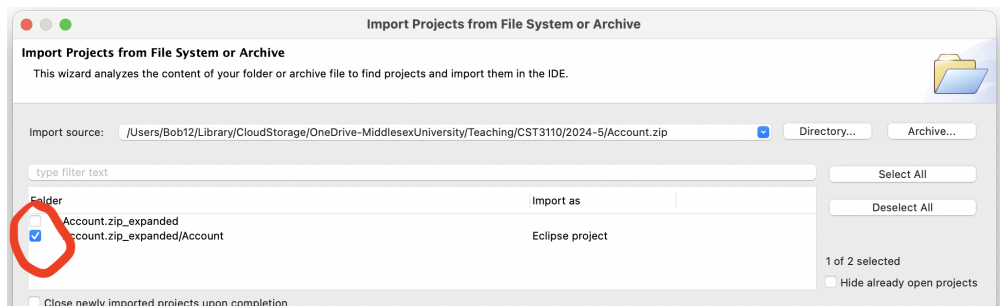 Import Projects from File System or Archive
Import Projects from File System or Archive
This wizard analyzes the content of your folder or archive file to find projects and import them in the IDE.
Import source: /Users/Bob12/Library/CloudStorage/OneDrive-MiddlesexUniversity/Teaching/CST3110/2024-5/Account.zip Directory... Archive...
type filter text Select All
Folder Import as
Deselect All
Account.zip_expanded
Account.zip_expanded/Account Eclipse project
1 of 2 selected
Hide already open projects
Close newly imported projects upon completion